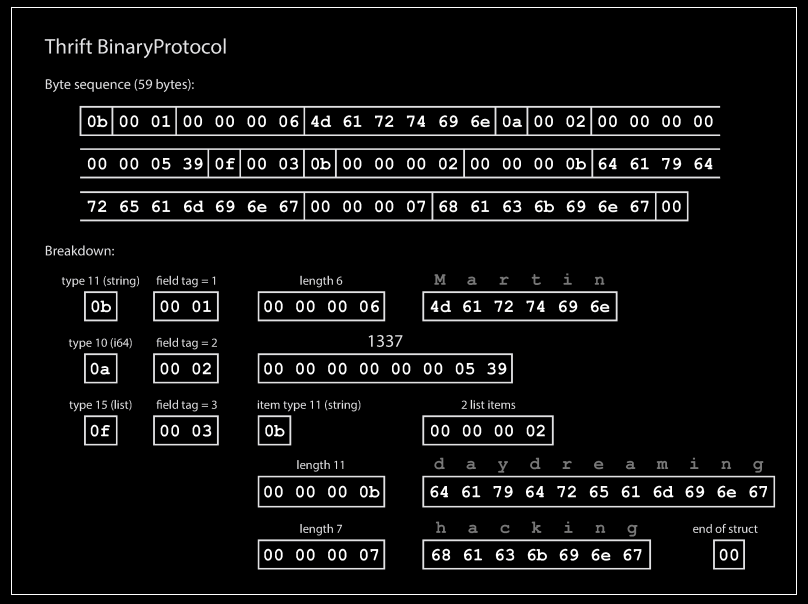 Thrift BinaryProtocol
Byte sequence (59 bytes):
0b 00 01 00 00 00 06 4d 61 72 74 69 6e 0a 00 02 00 00 00 00
00 00 05 39 0f 00 03 0b 00 00 00 02 00 00 00 0b 64 61 79 64
72 65 61 6d 69 6e 67 00 00 00 07 68 61 63 6b 69 6e 67 00
Breakdown:
type 11 (string) field tag = 1 length 6 M a r t i n
0b 00 01 00 00 00 06 4d 61 72 74 69 6e
type 10 (i64) field tag = 2 1337
0a 00 02 00 00 00 00 00 00 05 39
type 15 (list) field tag = 3 item type 11 (string) 2 list items
0f 00 03 0b 00 00 00 02
length 11 d a y d r e a m i n g
00 00 00 0b 64 61 79 64 72 65 61 6d 69 6e 67
length 7 h a c k i n g end of struct
00 00 00 07 68 61 63 6b 69 6e 67 00